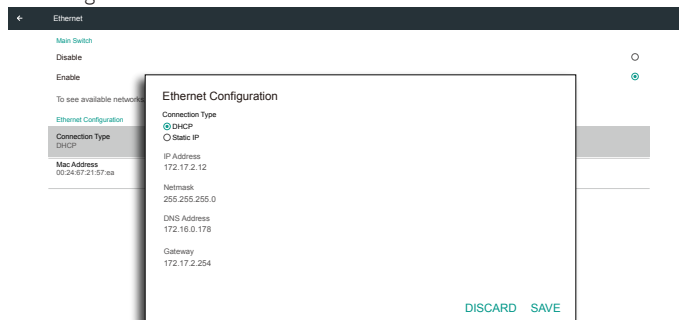 Ethernet
Main Switch
Disable
Enable
To see available networks
Ethernet Configuration
Connection Type
DHCP
Mac Address
00:24:67:21:57:ea
Ethernet Configuration
Connection Type
DHCP
Static IP
IP Address
172.17.2.12
Netmask
255.255.255.0
DNS Address
172.16.0.178
Gateway
172.17.2.254
DISCARD SAVE